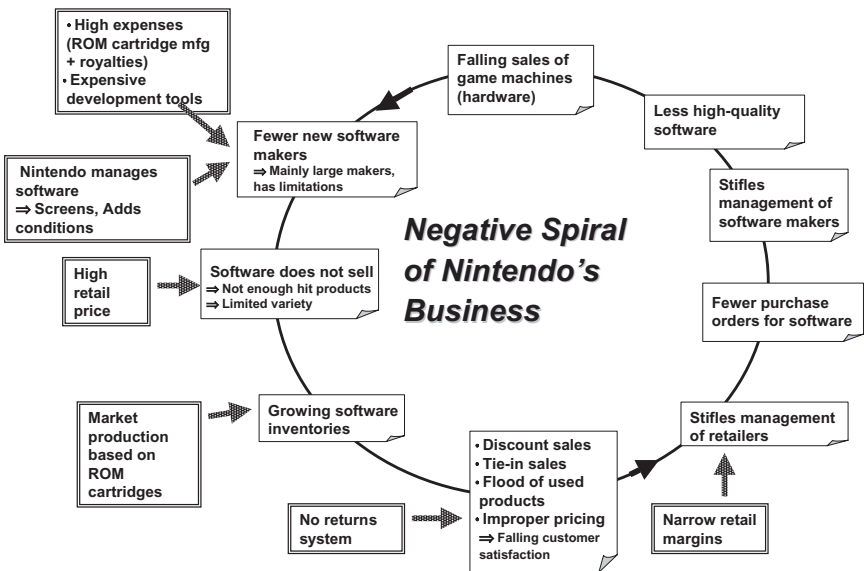 • High expenses
(ROM cartridge mfg
+ royalties)
• Expensive
development tools
Falling sales of
game machines
(hardware)
Less high-quality
software
Fewer new software
makers
⇒ Mainly large makers,
has limitations
Nintendo manages
software
⇒ Screens, Adds
conditions
Stifles
management of
software makers
Negative Spiral
of Nintendo's
Business
High
retail
price
Software does not sell
⇒ Not enough hit products
⇒ Limited variety
Fewer purchase
orders for software
Market
production
based on
ROM
cartridges
Growing software
inventories
Stifles management
of retailers
• Discount sales
• Tie-in sales
• Flood of used
products
• Improper pricing
⇒ Falling customer
satisfaction
No returns
system
Narrow retail
margins